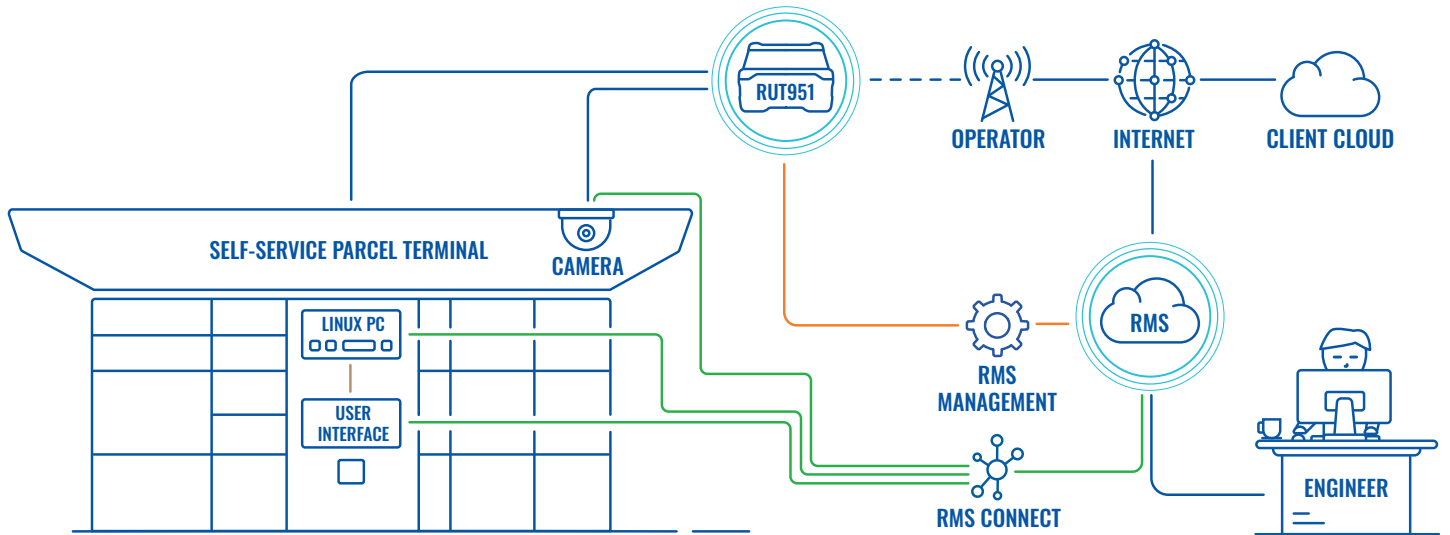 RUT951
OPERATOR
INTERNET
CLIENT CLOUD
SELF-SERVICE PARCEL TERMINAL
CAMERA
LINUX PC
USER
INTERFACE
RMS
RMS
MANAGEMENT
RMS CONNECT
ENGINEER